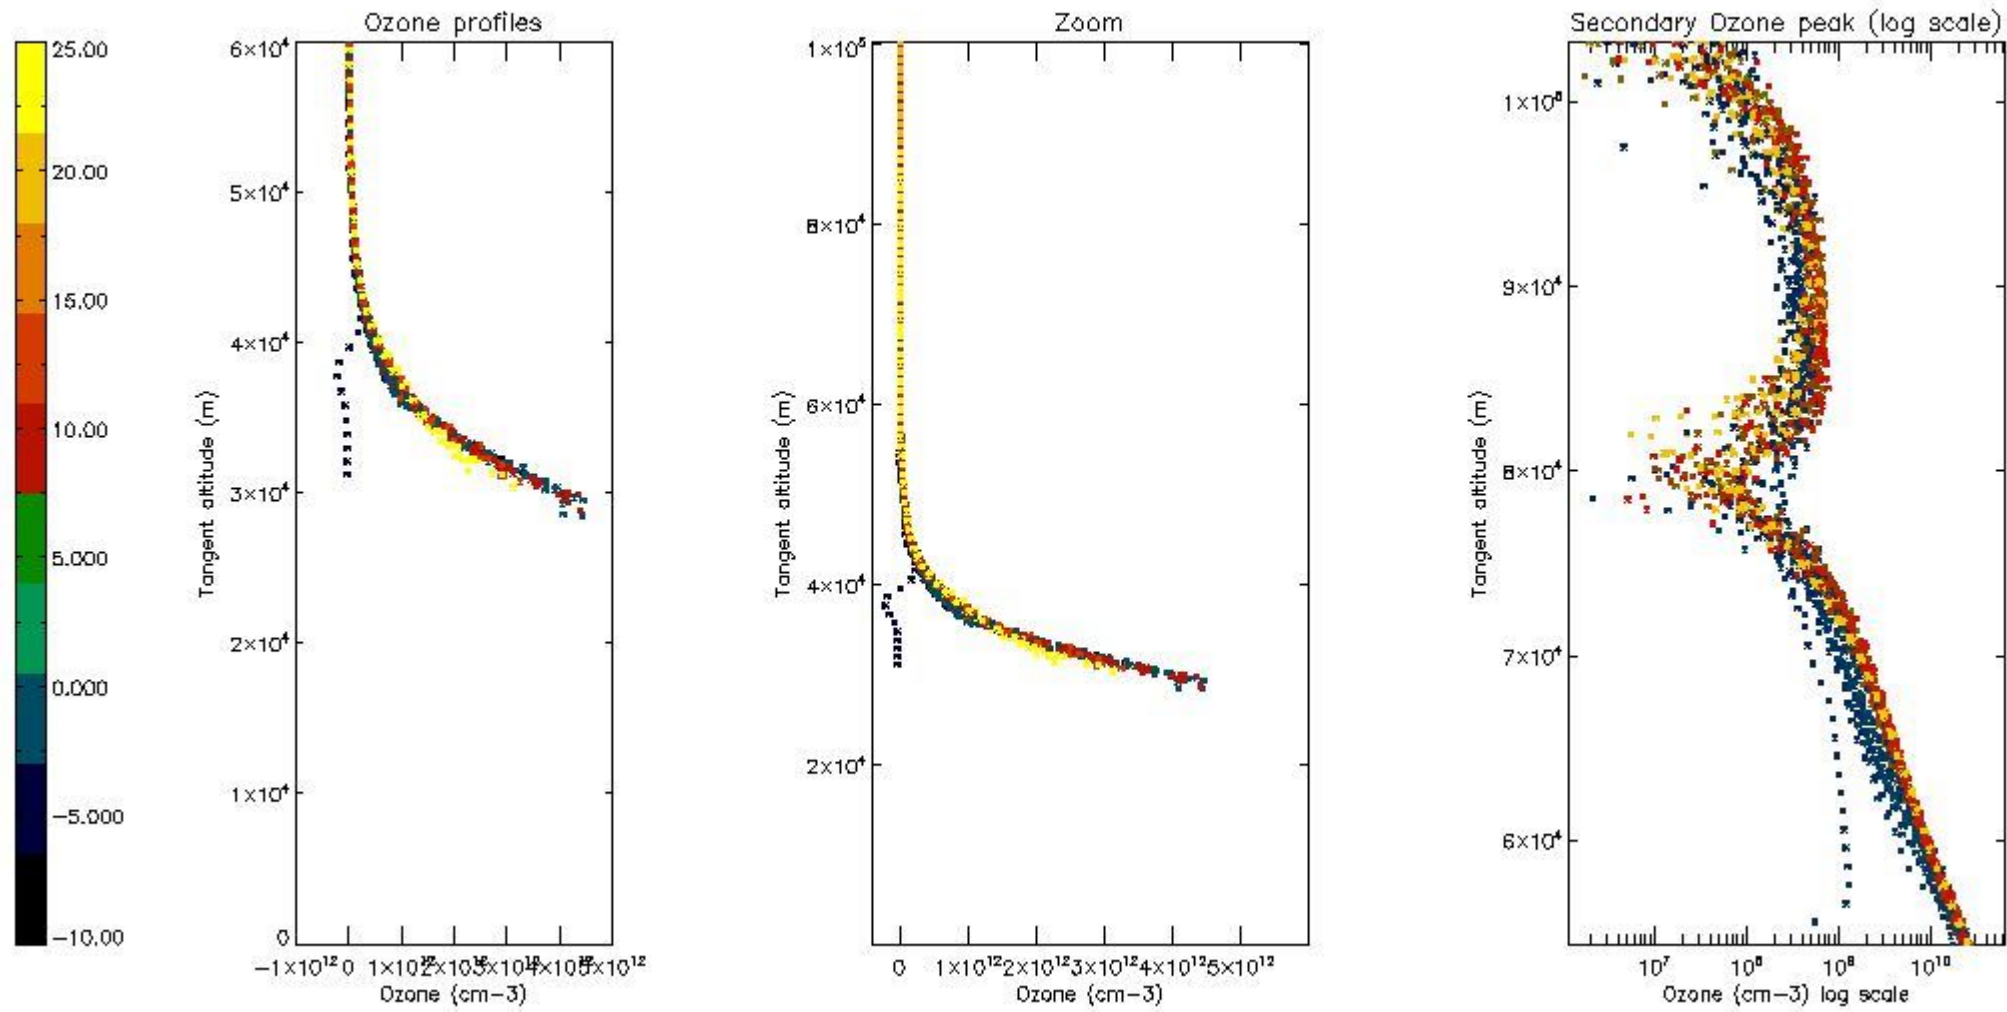 Ozone profiles
Zoom
Secondary Ozone peak (log scale)
25.00
20.00
15.00
10.00
5.000
0.000
-5.000
-10.00
6×10⁴
5×10⁴
4×10⁴
3×10⁴
2×10⁴
1×10⁴
0
Tangent altitude (m)
-1×10¹² 0 1×10¹²
5×10¹²
Ozone (cm-3)
1×10⁵
8×10⁴
6×10⁴
4×10⁴
2×10⁴
Tangent altitude (m)
0 1×10¹² 2×10¹² 3×10¹² 4×10¹² 5×10¹²
Ozone (cm-3)
1×10⁵
9×10⁴
8×10⁴
7×10⁴
6×10⁴
Tangent altitude (m)
10⁷ 10⁸ 10⁹ 10¹⁰
Ozone (cm-3) log scale